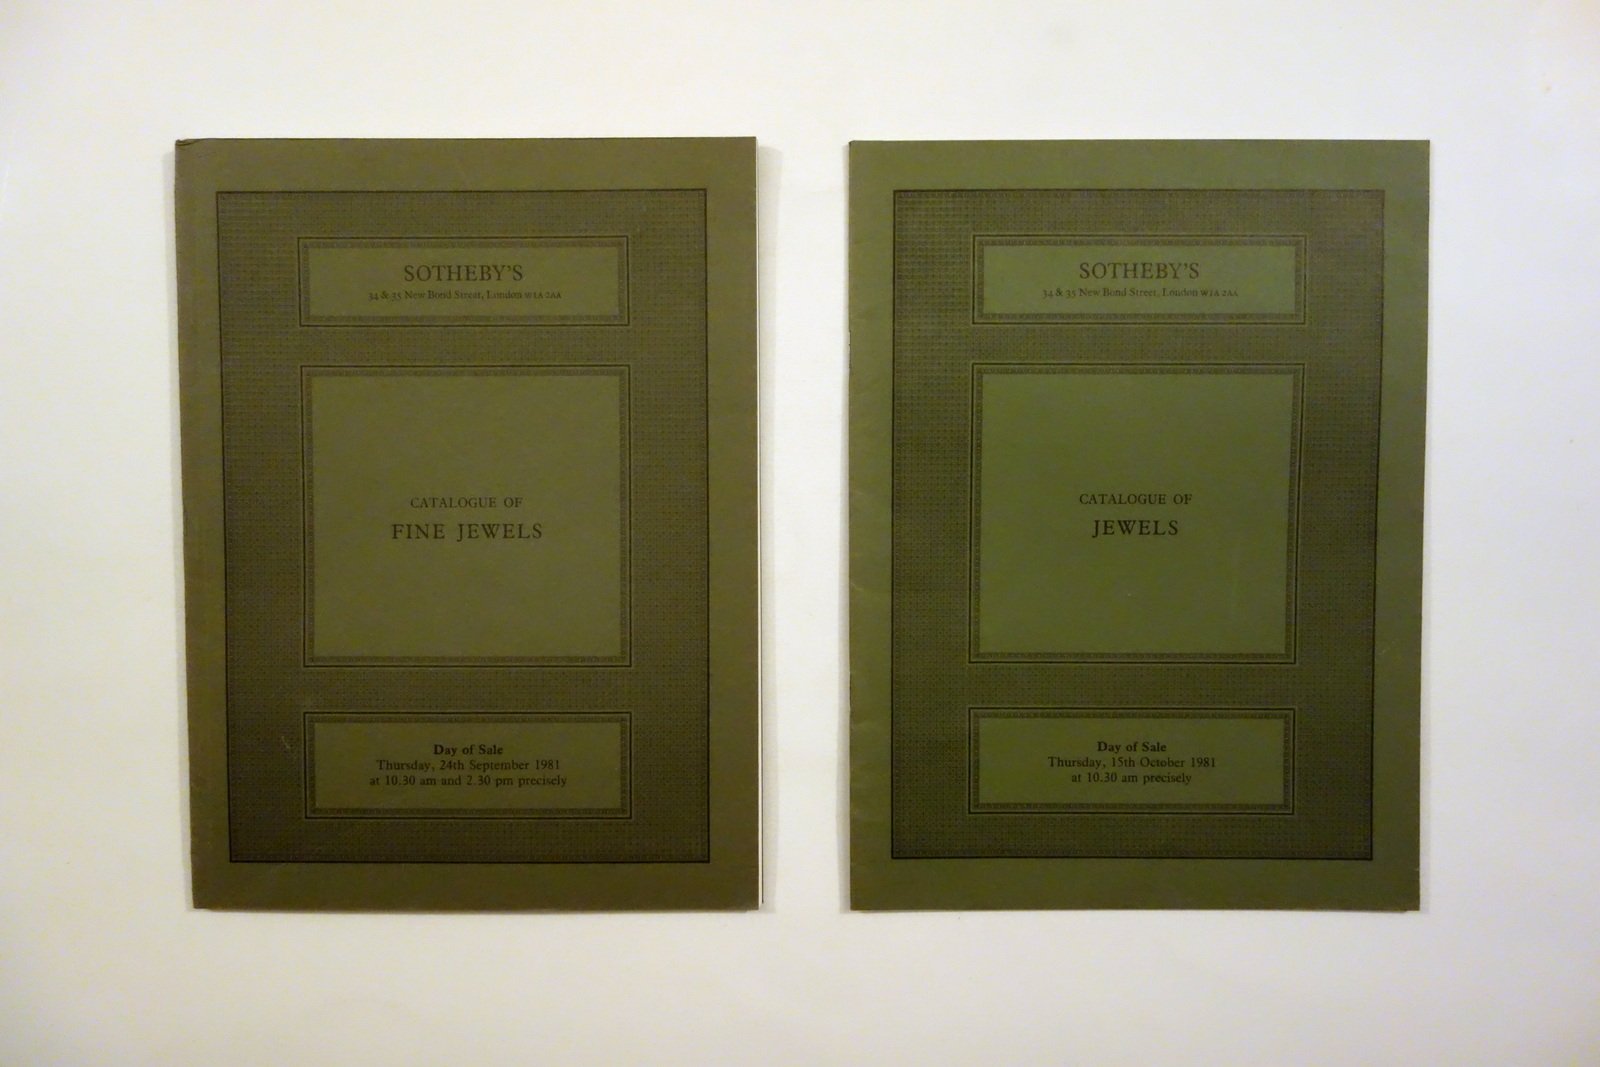 SOTHEBY'S
34 & 35 New Bond Street, London W1A 2AA
CATALOGUE OF
FINE JEWELS
Day of Sale
Thursday, 24th September 1981
at 10.30 am and 2.30 pm precisely
SOTHEBY'S
34 & 35 New Bond Street, London W1A 2AA
CATALOGUE OF
JEWELS
Day of Sale
Thursday, 15th October 1981
at 10.30 am precisely